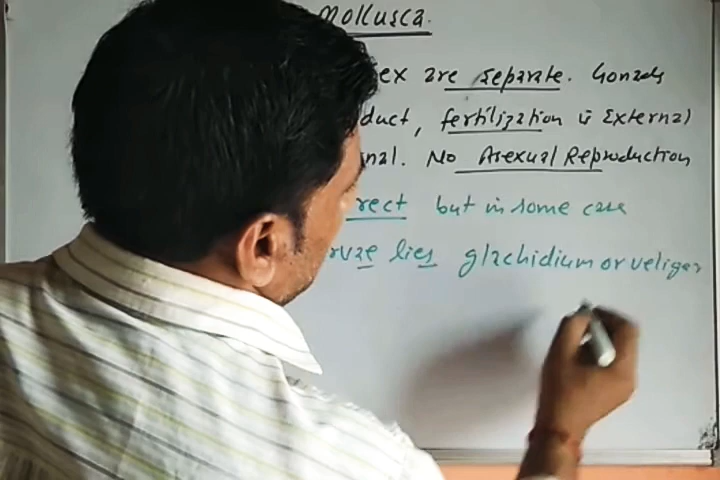 Mollusca.
ex are separate. Gonads
duct, fertilization is External
nal. No Asexual Reproduction
rect but in some case
rvae lies glachidium or veliger